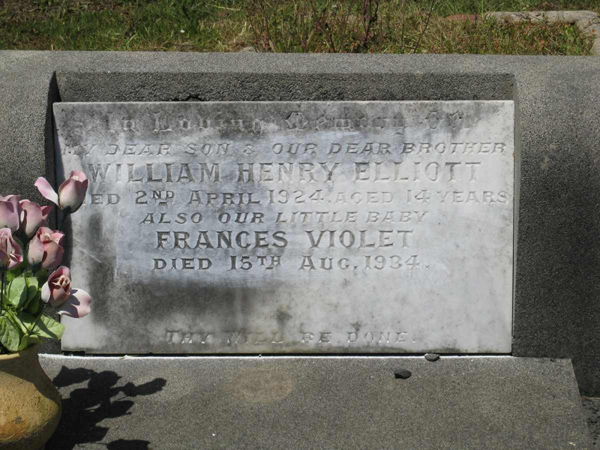 In Loving Memory Of
MY DEAR SON & OUR DEAR BROTHER
WILLIAM HENRY ELLIOTT
DIED 2ND APRIL 1924. AGED 14 YEARS
ALSO OUR LITTLE BABY
FRANCES VIOLET
DIED 15TH AUG. 1934.
THY WILL BE DONE.